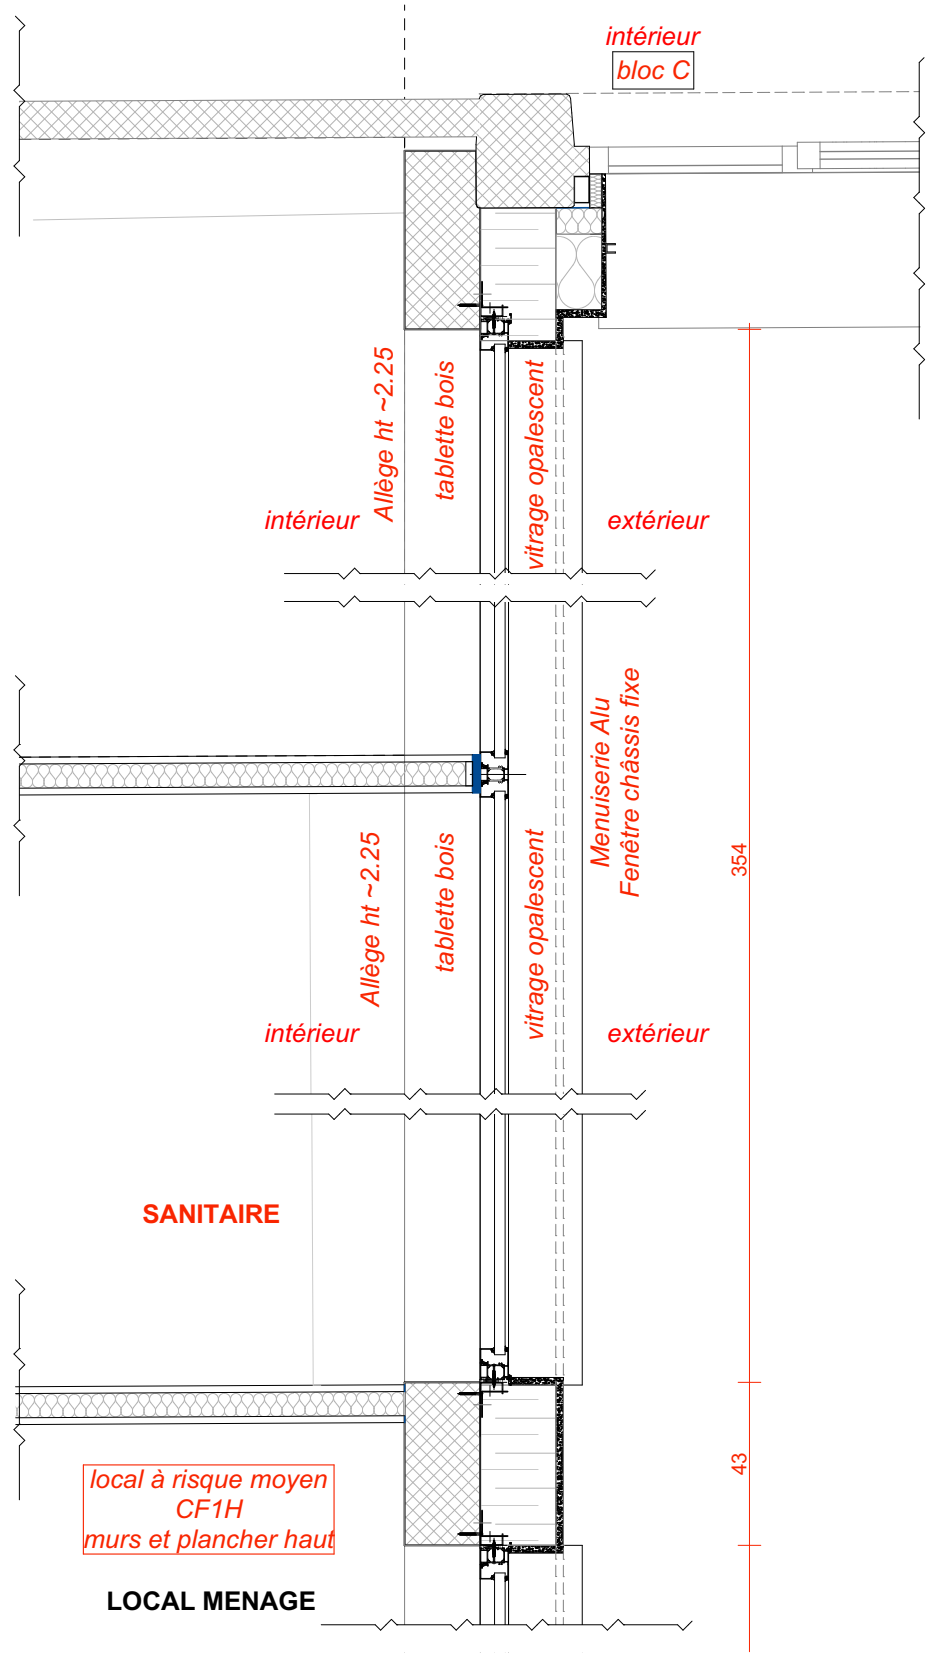 intérieur
bloc C
Allège ht ~2.25
tablette bois
vitrage opalescent
intérieur
extérieur
Menuiserie Alu
Fenêtre châssis fixe
354
Allège ht ~2.25
tablette bois
vitrage opalescent
intérieur
extérieur
SANITAIRE
43
local à risque moyen
CF1H
murs et plancher haut
LOCAL MENAGE